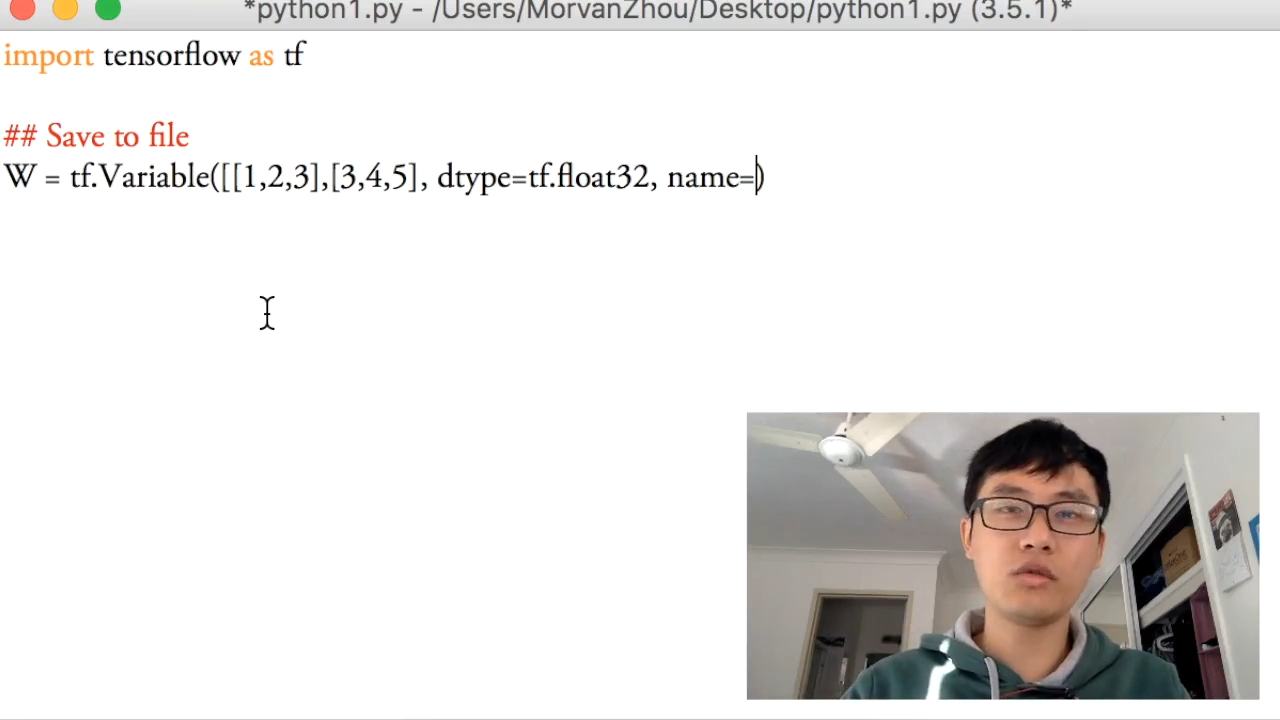 *python1.py - /Users/MorvanZhou/Desktop/python1.py (3.5.1)*
import tensorflow as tf
## Save to file
W = tf.Variable([[1,2,3],[3,4,5], dtype=tf.float32, name=)